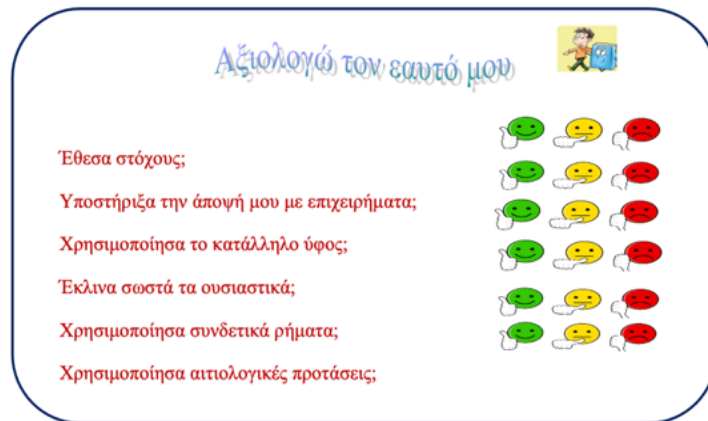 Αξιολογώ τον εαυτό μου
Έθεσα στόχους;
Υποστήριξα την άποψή μου με επιχειρήματα;
Χρησιμοποίησα το κατάλληλο ύφος;
Έκλινα σωστά τα ουσιαστικά;
Χρησιμοποίησα συνδετικά ρήματα;
Χρησιμοποίησα αιτιολογικές προτάσεις;